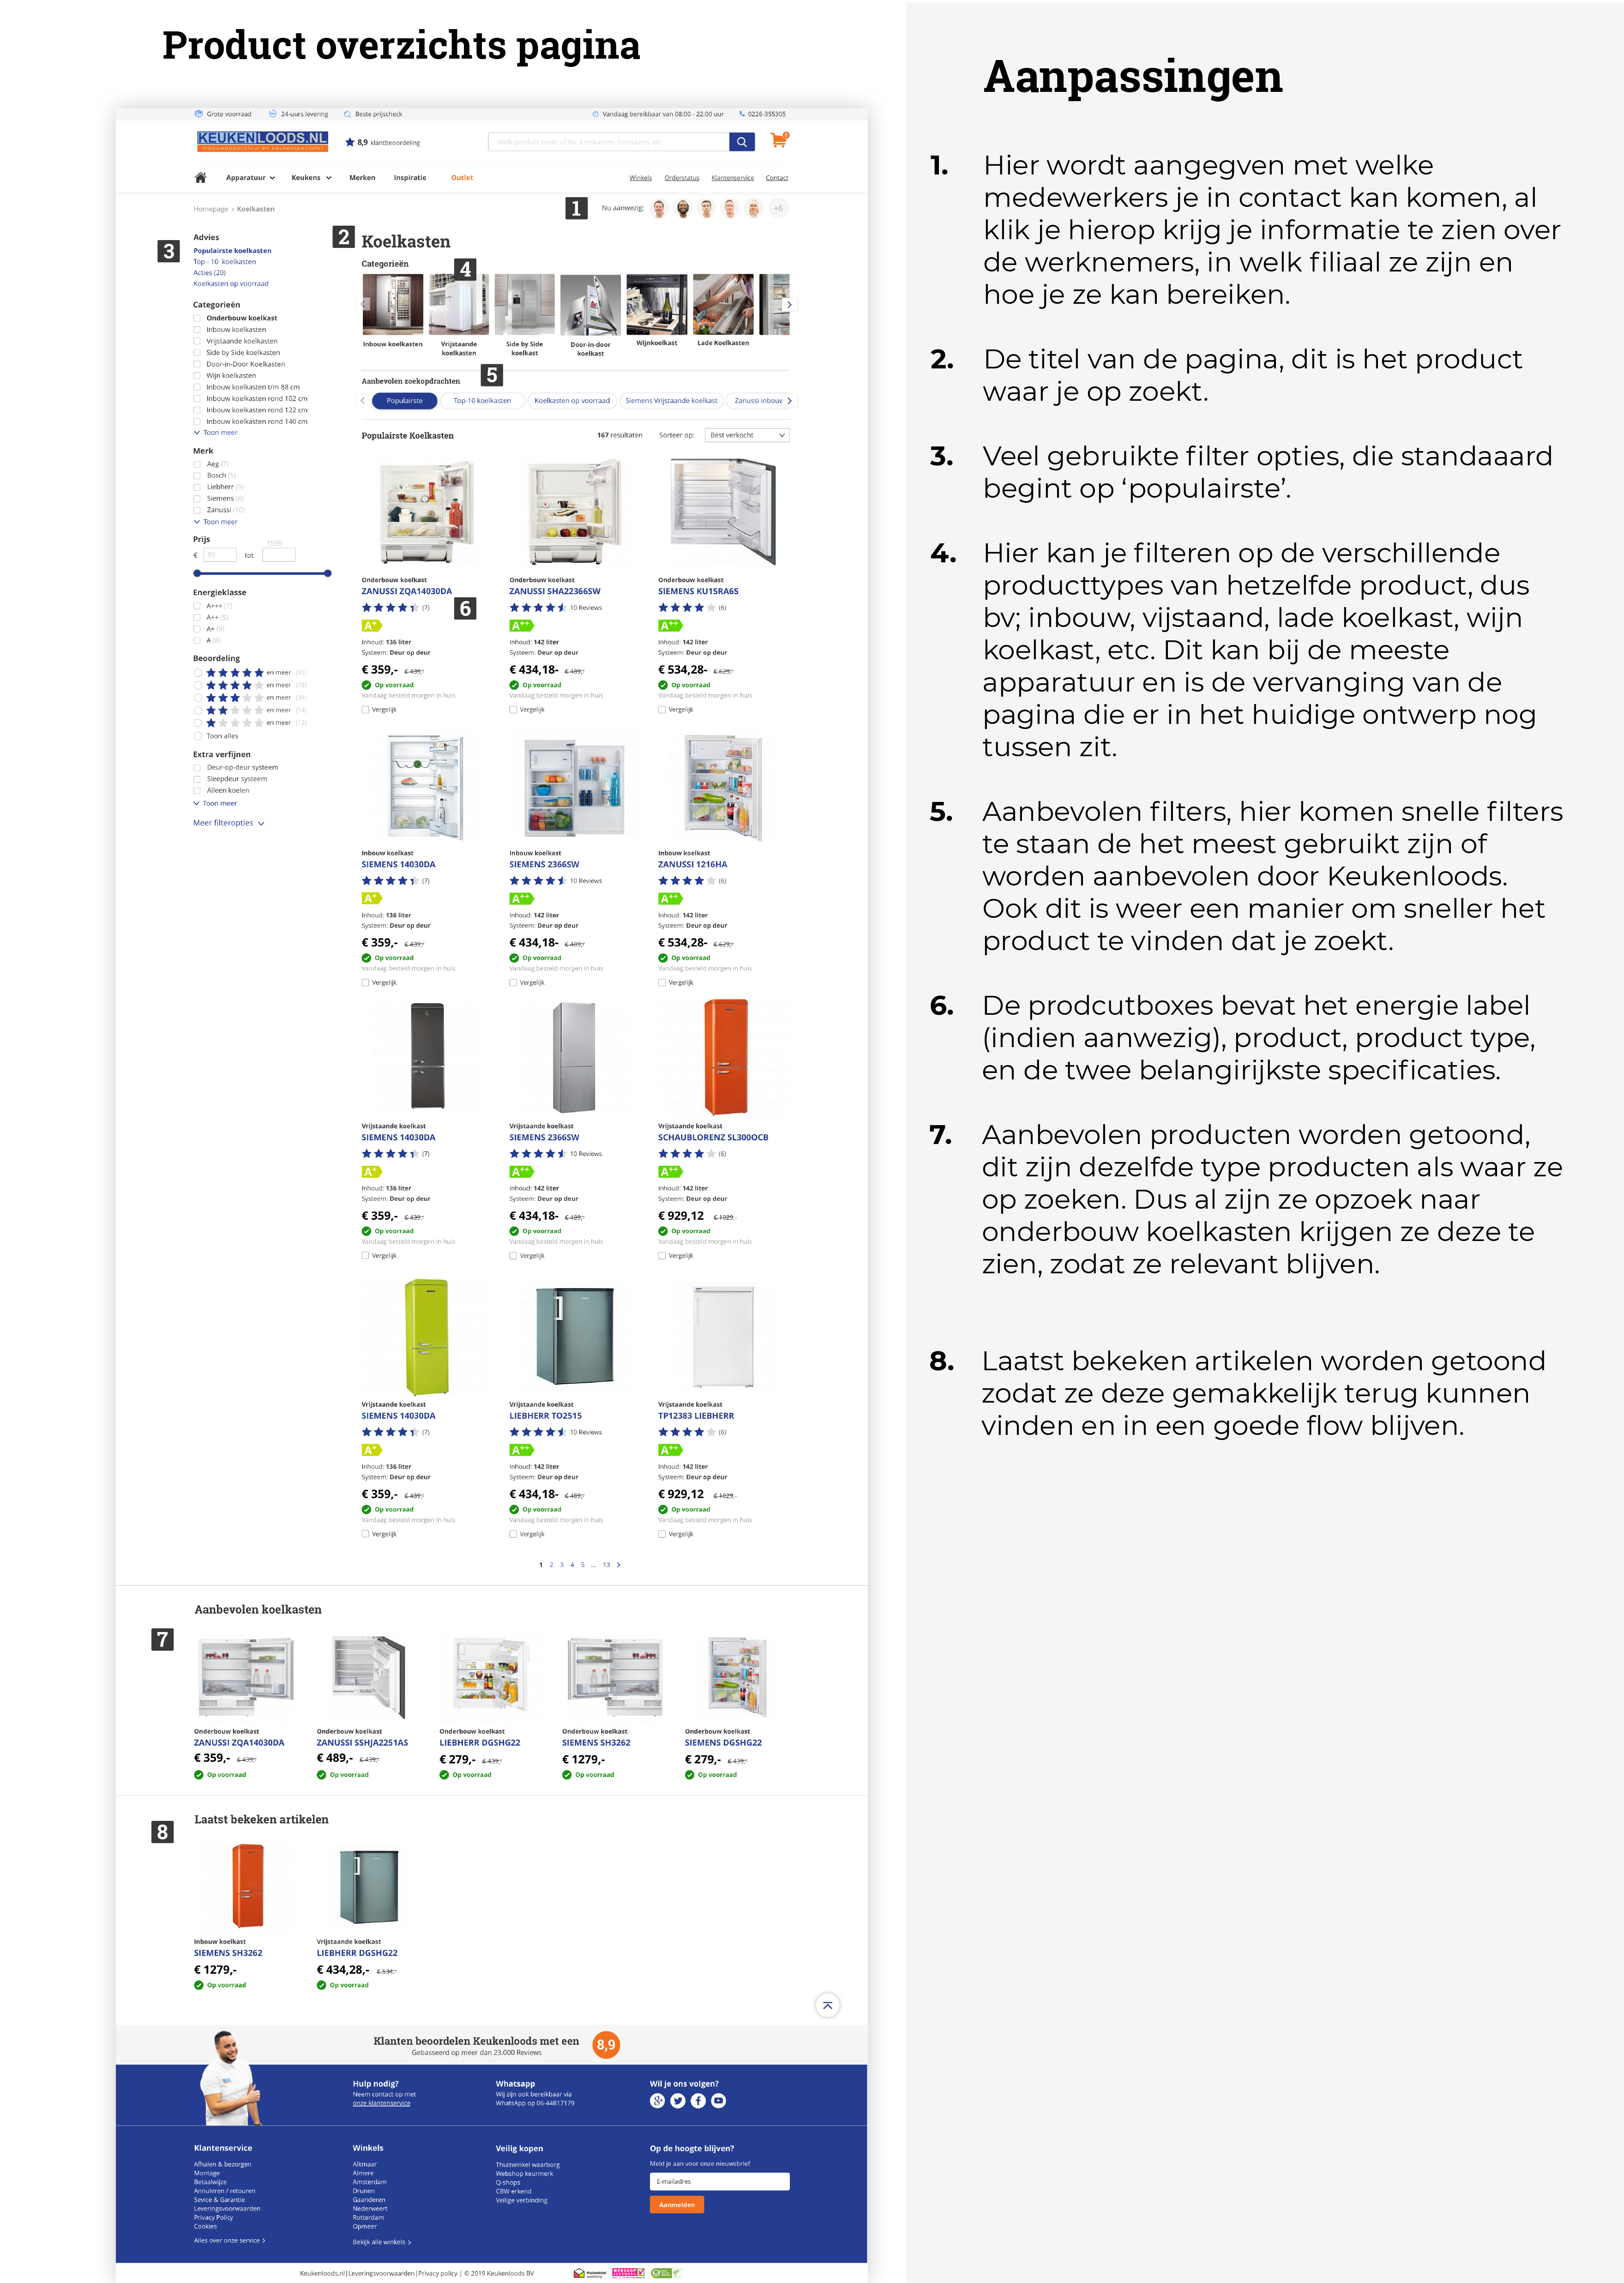 Product overzichts pagina
Grote voorraad
24-uurs levering
Beste prijscheck
Vandaag bereikbaar van 08:00 - 22:00 uur
0226-355305
KEUKENLOODS.NL
8,9 klantbeoordeling
0
Apparatuur
Keukens
Merken
Inspiratie
Outlet
Winkels
Orderstatus
Klantenservice
Contact
Homepage › Koelkasten
1
Nu aanwezig:
+6
3
Advies
Populairste koelkasten
Top - 10 koelkasten
Acties (20)
Koelkasten op voorraad
Categorieën
Onderbouw koelkast
Inbouw koelkasten
Vrijstaande koelkasten
Side by Side koelkasten
Door-in-Door Koelkasten
Wijn koelkasten
Inbouw koelkasten t/m 88 cm
Inbouw koelkasten rond 102 cm
Inbouw koelkasten rond 122 cm
Inbouw koelkasten rond 140 cm
Toon meer
Merk
Aeg (7)
Bosch (5)
Liebherr (9)
Siemens (8)
Zanussi (10)
Toon meer
Prijs
€ 89 tot 1599
Energieklasse
A+++ (7)
A++ (5)
A+ (9)
A (8)
Beoordeling
en meer (45)
en meer (78)
en meer (34)
en meer (14)
en meer (12)
Toon alles
Extra verfijnen
Deur-op-deur systeem
Sleepdeur systeem
Alleen koelen
Toon meer
Meer filteropties
2
Koelkasten
Categorieën
4
Inbouw koelkasten
Vrijstaande
koelkasten
Side by Side
koelkast
Door-in-door
koelkast
Wijnkoelkast
Lade Koelkasten
Aanbevolen zoekopdrachten
5
Populairste
Top-10 koelkasten
Koelkasten op voorraad
Siemens Vrijstaande koelkast
Zanussi inbouw
Populairste Koelkasten
167 resultaten
Sorteer op:
Best verkocht
Onderbouw koelkast
ZANUSSI ZQA14030DA
(7)
6
A+
Inhoud: 136 liter
Systeem: Deur op deur
€ 359,- € 439,-
Op voorraad
Vandaag besteld morgen in huis
Vergelijk
Onderbouw koelkast
ZANUSSI SHA22366SW
10 Reviews
A++
Inhoud: 142 liter
Systeem: Deur op deur
€ 434,18- € 489,-
Op voorraad
Vandaag besteld morgen in huis
Vergelijk
Onderbouw koelkast
SIEMENS KU15RA65
(6)
A++
Inhoud: 142 liter
Systeem: Deur op deur
€ 534,28- € 629,-
Op voorraad
Vandaag besteld morgen in huis
Vergelijk
Inbouw koelkast
SIEMENS 14030DA
(7)
A+
Inhoud: 136 liter
Systeem: Deur op deur
€ 359,- € 439,-
Op voorraad
Vandaag besteld morgen in huis
Vergelijk
Inbouw koelkast
SIEMENS 2366SW
10 Reviews
A++
Inhoud: 142 liter
Systeem: Deur op deur
€ 434,18- € 489,-
Op voorraad
Vandaag besteld morgen in huis
Vergelijk
Inbouw koelkast
ZANUSSI 1216HA
(6)
A++
Inhoud: 142 liter
Systeem: Deur op deur
€ 534,28- € 629,-
Op voorraad
Vandaag besteld morgen in huis
Vergelijk
Vrijstaande koelkast
SIEMENS 14030DA
(7)
A+
Inhoud: 136 liter
Systeem: Deur op deur
€ 359,- € 439,-
Op voorraad
Vandaag besteld morgen in huis
Vergelijk
Vrijstaande koelkast
SIEMENS 2366SW
10 Reviews
A++
Inhoud: 142 liter
Systeem: Deur op deur
€ 434,18- € 489,-
Op voorraad
Vandaag besteld morgen in huis
Vergelijk
Vrijstaande koelkast
SCHAUBLORENZ SL300OCB
(6)
A++
Inhoud: 142 liter
Systeem: Deur op deur
€ 929,12 € 1029,-
Op voorraad
Vandaag besteld morgen in huis
Vergelijk
Vrijstaande koelkast
SIEMENS 14030DA
(7)
A+
Inhoud: 136 liter
Systeem: Deur op deur
€ 359,- € 439,-
Op voorraad
Vandaag besteld morgen in huis
Vergelijk
Vrijstaande koelkast
LIEBHERR TO2515
10 Reviews
A++
Inhoud: 142 liter
Systeem: Deur op deur
€ 434,18- € 489,-
Op voorraad
Vandaag besteld morgen in huis
Vergelijk
Vrijstaande koelkast
TP12383 LIEBHERR
(6)
A++
Inhoud: 142 liter
Systeem: Deur op deur
€ 929,12 € 1029,-
Op voorraad
Vandaag besteld morgen in huis
Vergelijk
1 2 3 4 5 ... 13
Aanbevolen koelkasten
7
Onderbouw koelkast
ZANUSSI ZQA14030DA
€ 359,- € 439,-
Op voorraad
Onderbouw koelkast
ZANUSSI SSHJA2251AS
€ 489,- € 439,-
Op voorraad
Onderbouw koelkast
LIEBHERR DGSHG22
€ 279,- € 439,-
Op voorraad
Onderbouw koelkast
SIEMENS SH3262
€ 1279,-
Op voorraad
Onderbouw koelkast
SIEMENS DGSHG22
€ 279,- € 439,-
Op voorraad
Laatst bekeken artikelen
8
Inbouw koelkast
SIEMENS SH3262
€ 1279,-
Op voorraad
Vrijstaande koelkast
LIEBHERR DGSHG22
€ 434,28,- € 534,-
Op voorraad
Klanten beoordelen Keukenloods met een 8,9
Gebasseerd op meer dan 23.000 Reviews
Hulp nodig?
Neem contact op met
onze klantenservice
Whatsapp
Wij zijn ook bereikbaar via
WhatsApp op 06-44817179
Wil je ons volgen?
Klantenservice
Afhalen & bezorgen
Montage
Betaalwijze
Annuleren / retouren
Sevice & Garantie
Leveringsvoorwaarden
Privacy Policy
Cookies
Alles over onze service
Winkels
Alkmaar
Almere
Amsterdam
Drunen
Gaanderen
Nederweert
Rotterdam
Opmeer
Bekijk alle winkels
Veilig kopen
Thuiswinkel waarborg
Webshop keurmerk
Q-shops
CBW erkend
Veilige verbinding
Op de hoogte blijven?
Meld je aan voor onze nieuwsbrief
E-mailadres
Aanmelden
Keukenloods.nl|Leveringsvoorwaarden|Privacy policy | © 2019 Keukenloods BV
Aanpassingen
1. Hier wordt aangegven met welke
medewerkers je in contact kan komen, al
klik je hierop krijg je informatie te zien over
de werknemers, in welk filiaal ze zijn en
hoe je ze kan bereiken.
2. De titel van de pagina, dit is het product
waar je op zoekt.
3. Veel gebruikte filter opties, die standaaard
begint op ‘populairste’.
4. Hier kan je filteren op de verschillende
producttypes van hetzelfde product, dus
bv; inbouw, vijstaand, lade koelkast, wijn
koelkast, etc. Dit kan bij de meeste
apparatuur en is de vervanging van de
pagina die er in het huidige ontwerp nog
tussen zit.
5. Aanbevolen filters, hier komen snelle filters
te staan de het meest gebruikt zijn of
worden aanbevolen door Keukenloods.
Ook dit is weer een manier om sneller het
product te vinden dat je zoekt.
6. De prodcutboxes bevat het energie label
(indien aanwezig), product, product type,
en de twee belangirijkste specificaties.
7. Aanbevolen producten worden getoond,
dit zijn dezelfde type producten als waar ze
op zoeken. Dus al zijn ze opzoek naar
onderbouw koelkasten krijgen ze deze te
zien, zodat ze relevant blijven.
8. Laatst bekeken artikelen worden getoond
zodat ze deze gemakkelijk terug kunnen
vinden en in een goede flow blijven.